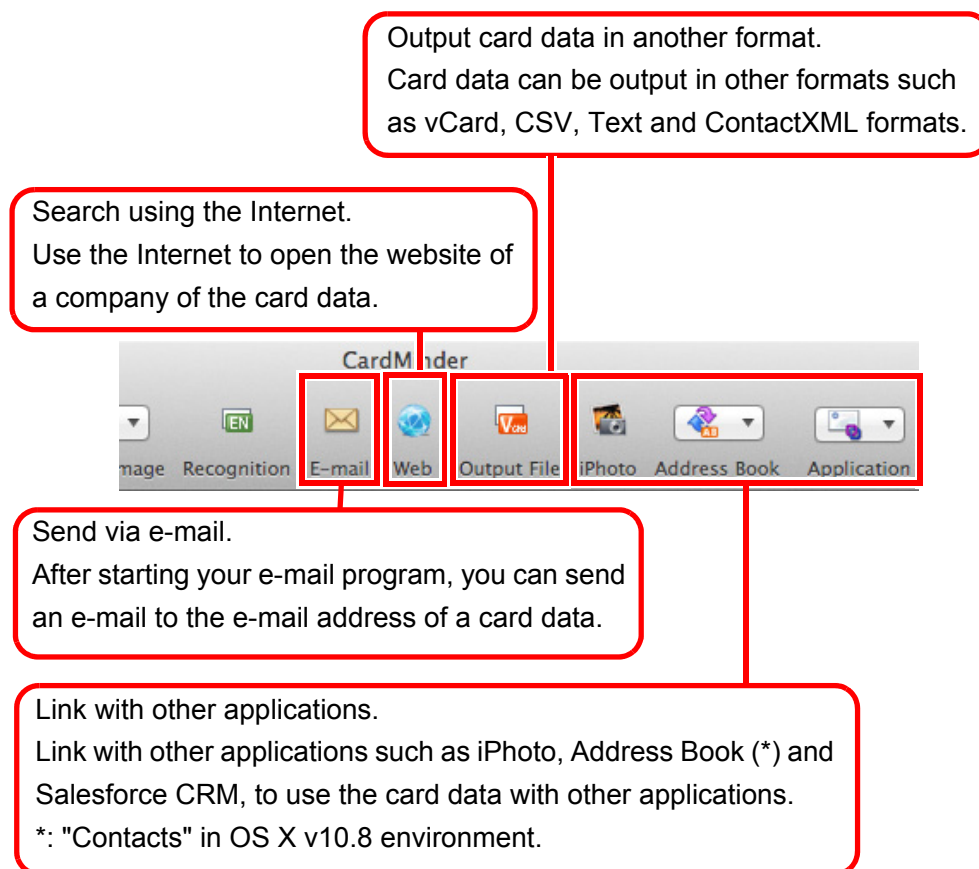 Output card data in another format.
Card data can be output in other formats such
as vCard, CSV, Text and ContactXML formats.
Search using the Internet.
Use the Internet to open the website of
a company of the card data.
CardMinder
EN
Vcard
mage Recognition E-mail Web Output File iPhoto Address Book Application
Send via e-mail.
After starting your e-mail program, you can send
an e-mail to the e-mail address of a card data.
Link with other applications.
Link with other applications such as iPhoto, Address Book (*) and
Salesforce CRM, to use the card data with other applications.
*: "Contacts" in OS X v10.8 environment.